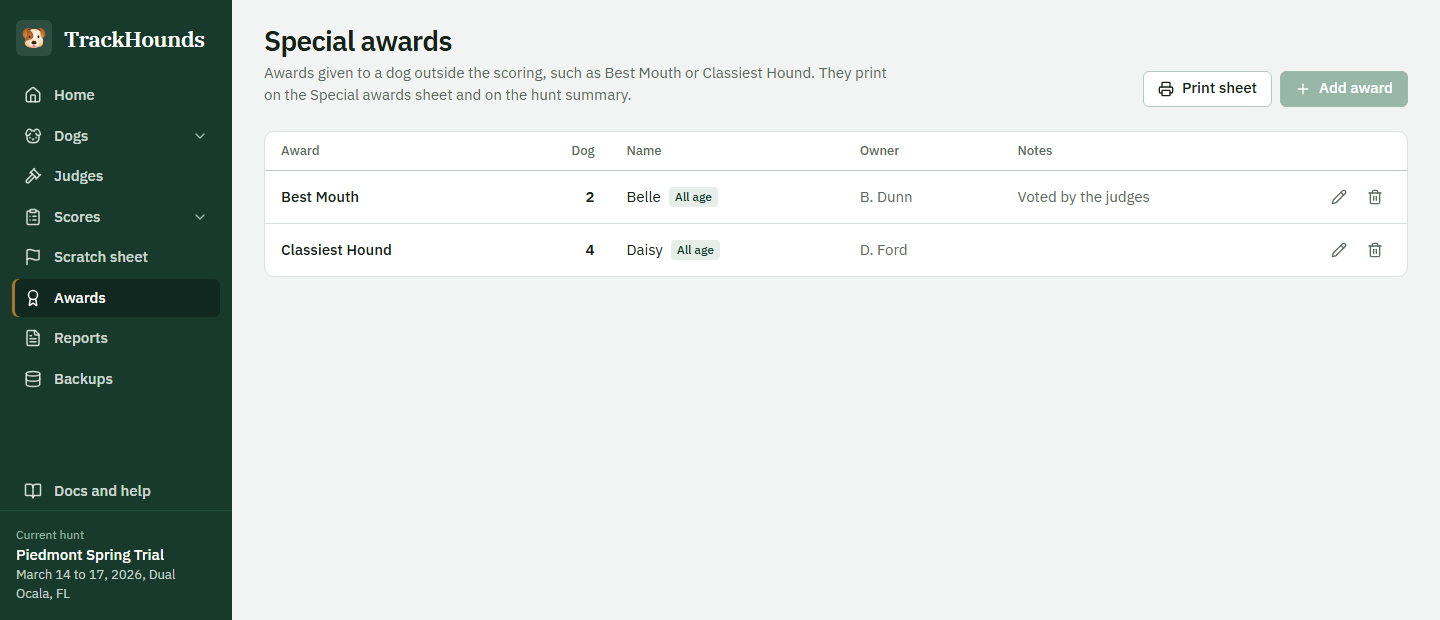 TrackHounds
Home
Dogs
Judges
Scores
Scratch sheet
Awards
Reports
Backups
Docs and help
Current hunt
Piedmont Spring Trial
March 14 to 17, 2026, Dual
Ocala, FL
Special awards
Awards given to a dog outside the scoring, such as Best Mouth or Classiest Hound. They print
on the Special awards sheet and on the hunt summary.
Print sheet
Add award
Award Dog Name Owner Notes
Best Mouth 2 Belle All age B. Dunn Voted by the judges
Classiest Hound 4 Daisy All age D. Ford